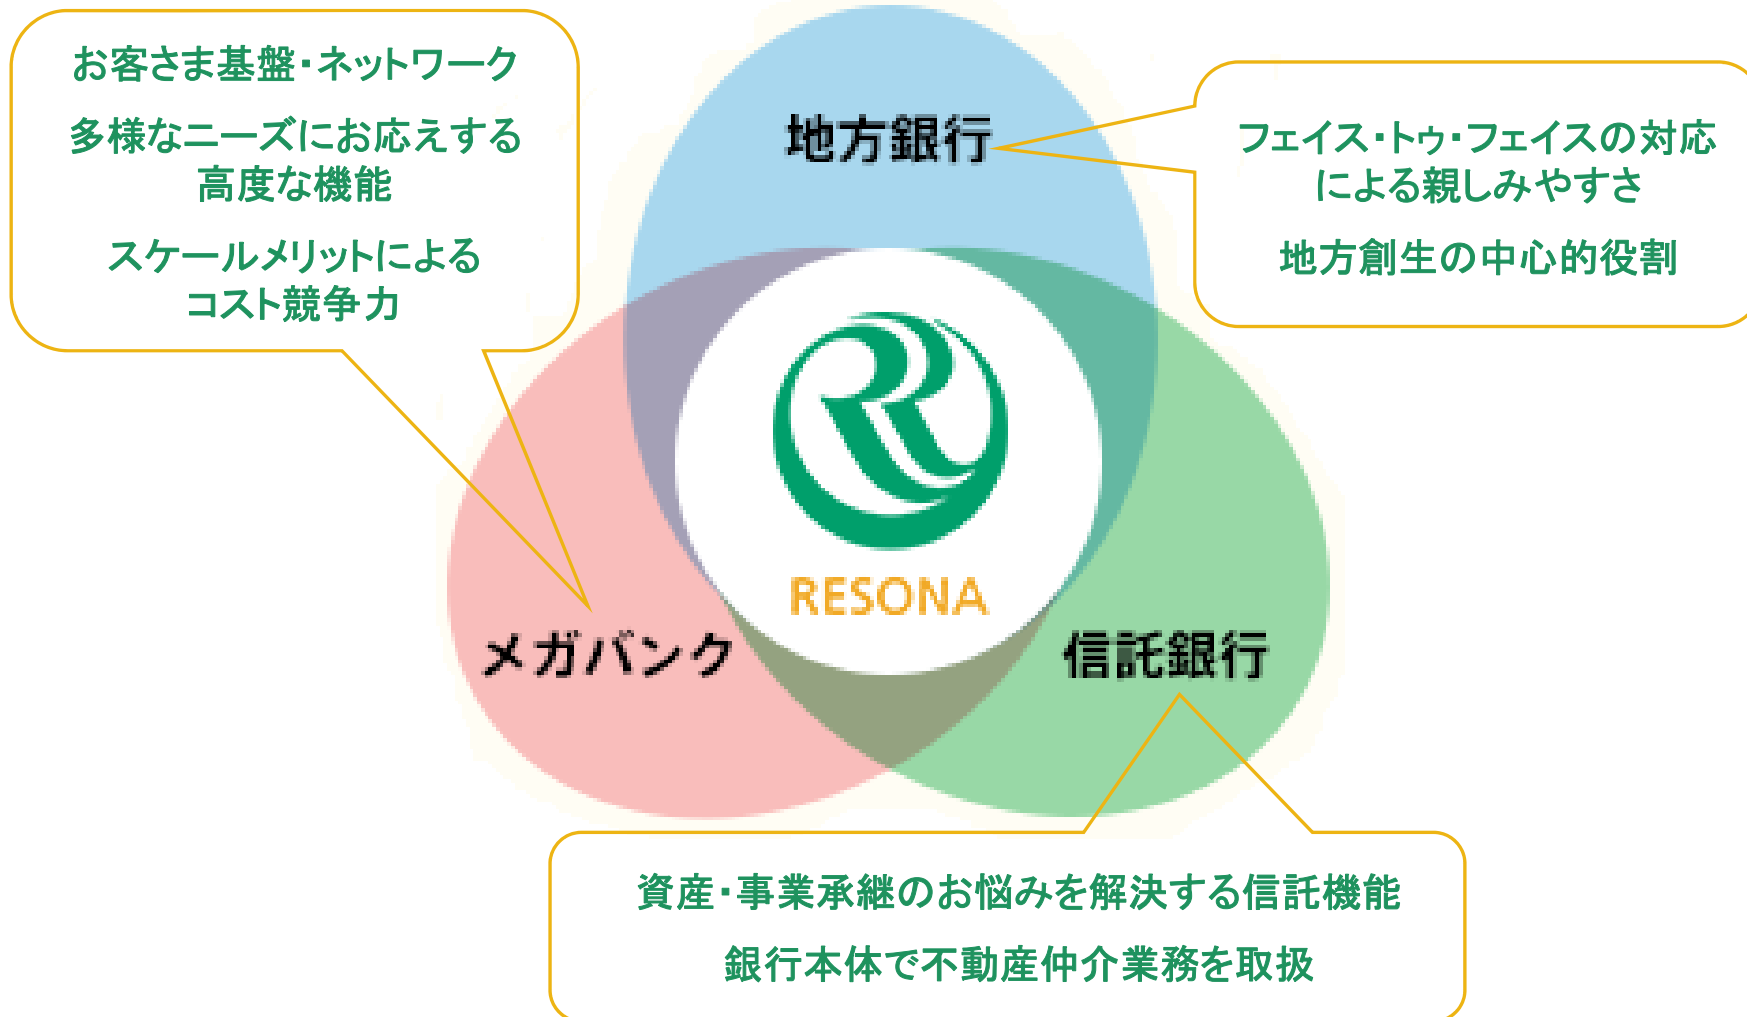 お客さま基盤・ネットワーク
多様なニーズにお応えする
高度な機能
スケールメリットによる
コスト競争力
地方銀行
フェイス・トゥ・フェイスの対応
による親しみやすさ
地方創生の中心的役割
RESONA
メガバンク
信託銀行
資産・事業承継のお悩みを解決する信託機能
銀行本体で不動産仲介業務を取扱